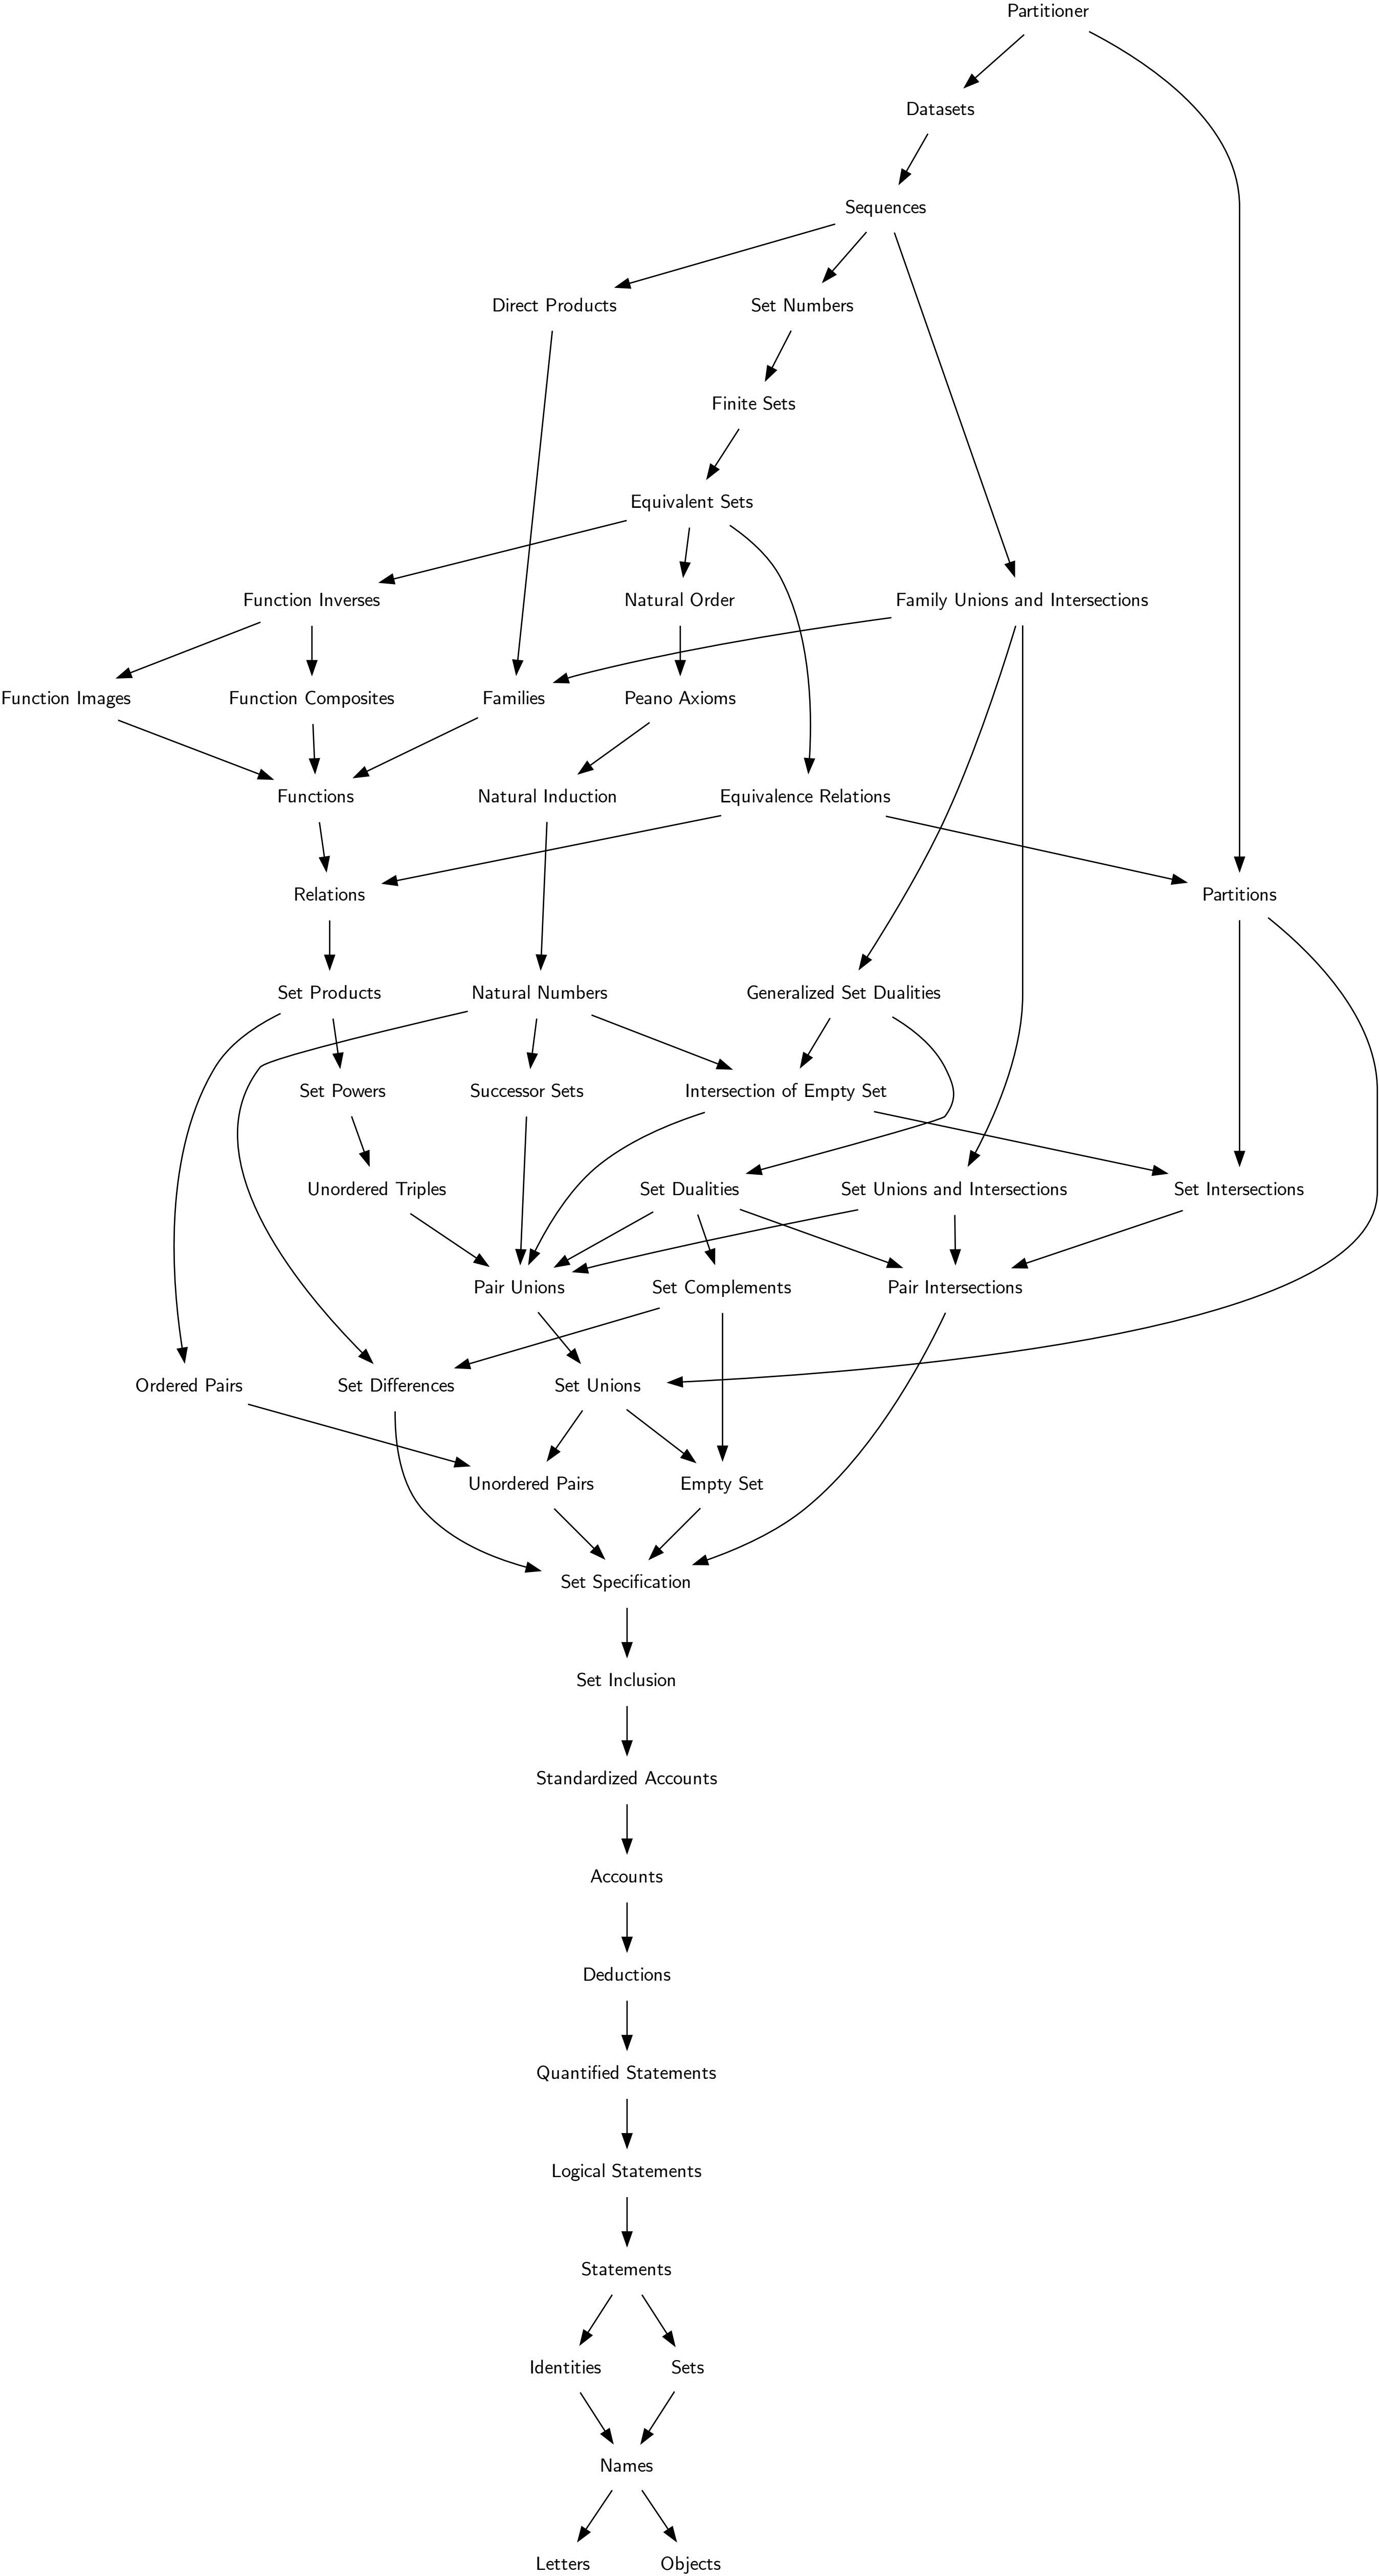 Partitioner
Datasets
Sequences
Direct Products
Set Numbers
Finite Sets
Equivalent Sets
Function Inverses
Natural Order
Family Unions and Intersections
Function Images
Function Composites
Families
Peano Axioms
Functions
Natural Induction
Equivalence Relations
Relations
Partitions
Set Products
Natural Numbers
Generalized Set Dualities
Set Powers
Successor Sets
Intersection of Empty Set
Unordered Triples
Set Dualities
Set Unions and Intersections
Set Intersections
Pair Unions
Set Complements
Pair Intersections
Ordered Pairs
Set Differences
Set Unions
Unordered Pairs
Empty Set
Set Specification
Set Inclusion
Standardized Accounts
Accounts
Deductions
Quantified Statements
Logical Statements
Statements
Identities
Sets
Names
Letters
Objects